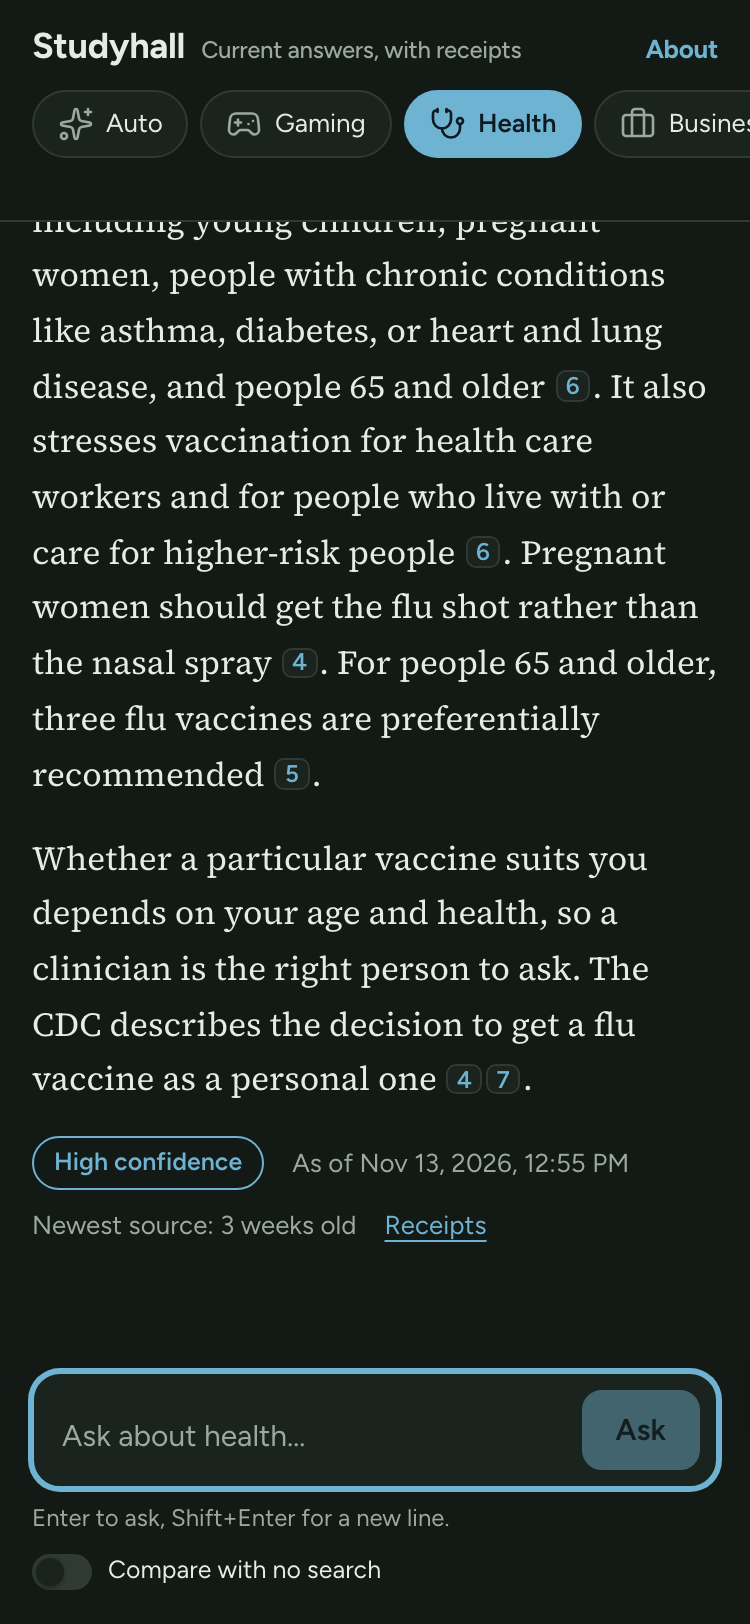 Studyhall Current answers, with receipts About
Auto Gaming Health Busines
including young children, pregnant
women, people with chronic conditions
like asthma, diabetes, or heart and lung
disease, and people 65 and older 6. It also
stresses vaccination for health care
workers and for people who live with or
care for higher-risk people 6. Pregnant
women should get the flu shot rather than
the nasal spray 4. For people 65 and older,
three flu vaccines are preferentially
recommended 5.
Whether a particular vaccine suits you
depends on your age and health, so a
clinician is the right person to ask. The
CDC describes the decision to get a flu
vaccine as a personal one 4 7.
High confidence As of Nov 13, 2026, 12:55 PM
Newest source: 3 weeks old Receipts
Ask about health... Ask
Enter to ask, Shift+Enter for a new line.
Compare with no search